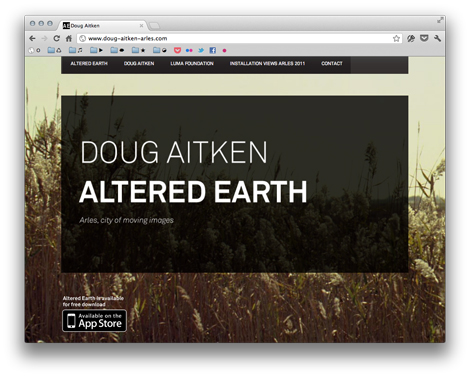 Doug Aitken
www.doug-aitken-arles.com
ALTERED EARTH DOUG AITKEN LUMA FOUNDATION INSTALLATION VIEWS ARLES 2011 CONTACT
DOUG AITKEN
ALTERED EARTH
Arles, city of moving images
Altered Earth is available
for free download
Available on the
App Store